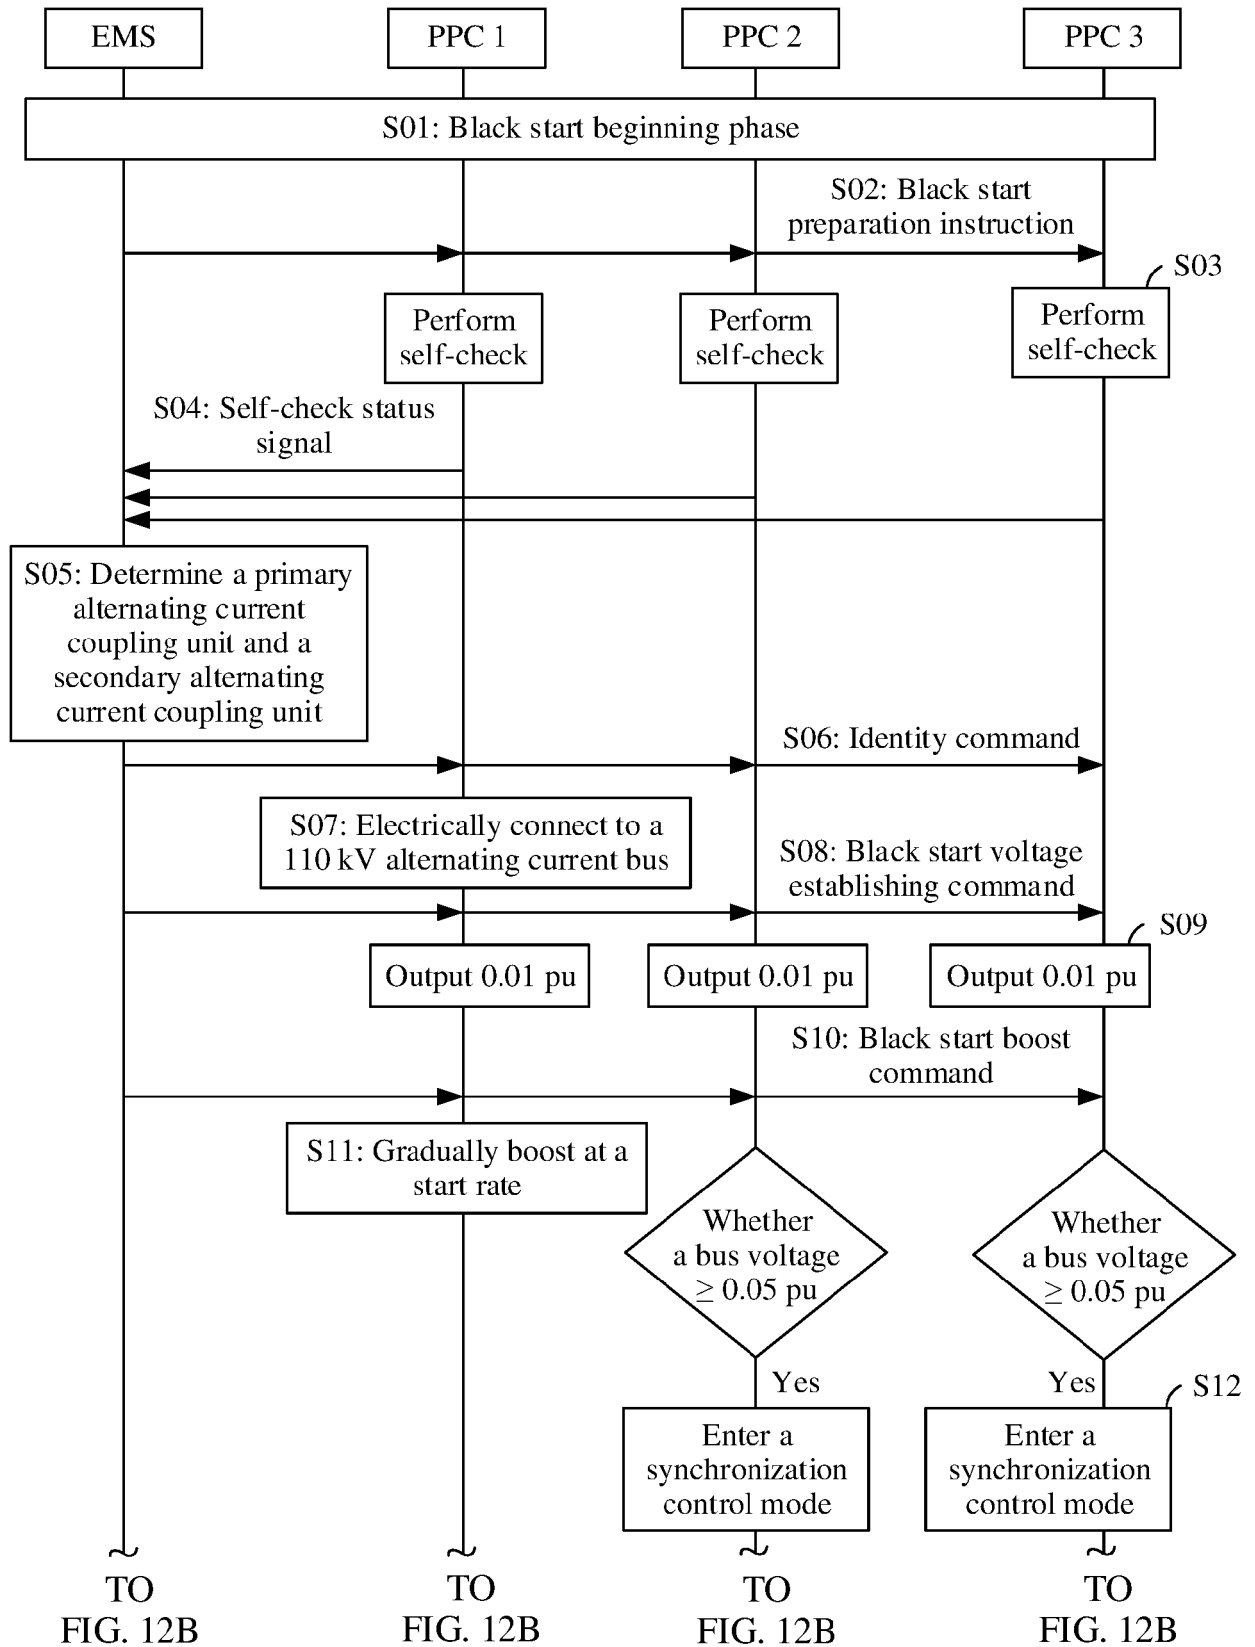 EMS
PPC 1
PPC 2
PPC 3
S01: Black start beginning phase
S02: Black start
preparation instruction
S03
Perform
self-check
Perform
self-check
Perform
self-check
S04: Self-check status
signal
S05: Determine a primary
alternating current
coupling unit and a
secondary alternating
current coupling unit
S06: Identity command
S07: Electrically connect to a
110 kV alternating current bus
S08: Black start voltage
establishing command
S09
Output 0.01 pu
Output 0.01 pu
Output 0.01 pu
S10: Black start boost
command
S11: Gradually boost at a
start rate
Whether
a bus voltage
≥ 0.05 pu
Whether
a bus voltage
≥ 0.05 pu
Yes
Yes
S12
Enter a
synchronization
control mode
Enter a
synchronization
control mode
TO
FIG. 12B
TO
FIG. 12B
TO
FIG. 12B
TO
FIG. 12B